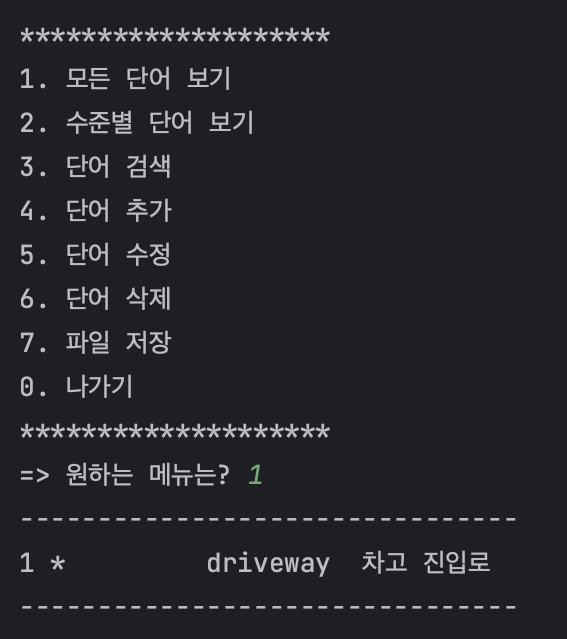 ********************
1. 모든 단어 보기
2. 수준별 단어 보기
3. 단어 검색
4. 단어 추가
5. 단어 수정
6. 단어 삭제
7. 파일 저장
0. 나가기
********************
=> 원하는 메뉴는? 1
--------------------------------
1 *         driveway  차고 진입로
--------------------------------